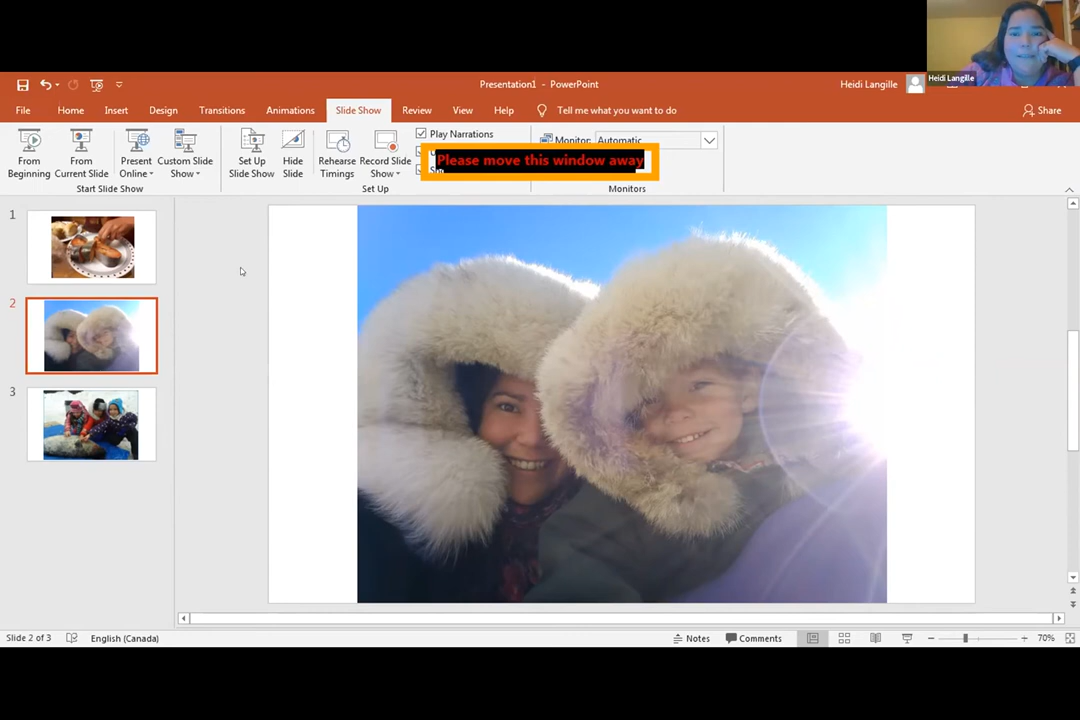 Heidi Langille
Presentation1 - PowerPoint
Heidi Langille
File Home Insert Design Transitions Animations Slide Show Review View Help Tell me what you want to do Share
From Beginning
From Current Slide
Present Online
Custom Slide Show
Set Up Slide Show
Hide Slide
Rehearse Timings
Record Slide Show
Play Narrations
Monitor: Automatic
Please move this window away
Start Slide Show
Set Up
Monitors
1
2
3
Slide 2 of 3 English (Canada) Notes Comments 70%